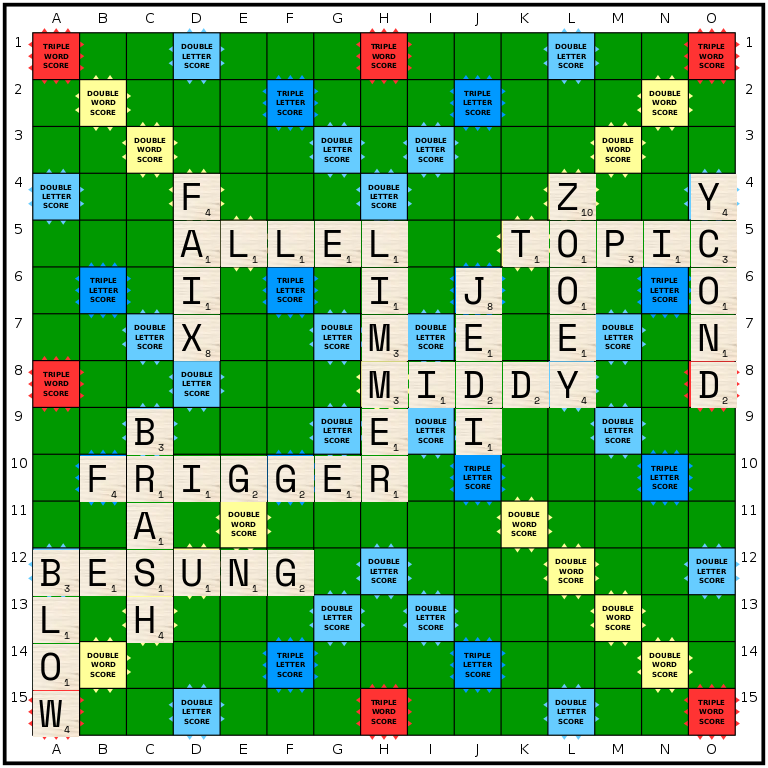 A B C D E F G H I J K L M N O
1 TRIPLE WORD SCORE DOUBLE LETTER SCORE TRIPLE WORD SCORE DOUBLE LETTER SCORE TRIPLE WORD SCORE 1
2 DOUBLE WORD SCORE TRIPLE LETTER SCORE TRIPLE LETTER SCORE DOUBLE WORD SCORE 2
3 DOUBLE WORD SCORE DOUBLE LETTER SCORE DOUBLE LETTER SCORE DOUBLE WORD SCORE 3
4 DOUBLE LETTER SCORE F4 DOUBLE LETTER SCORE Z10 Y4 4
5 A1 L1 L1 E1 L1 T1 O1 P3 I1 C3 5
6 TRIPLE LETTER SCORE I1 TRIPLE LETTER SCORE I1 J8 O1 TRIPLE LETTER SCORE O1 6
7 DOUBLE LETTER SCORE X8 DOUBLE LETTER SCORE M3 DOUBLE LETTER SCORE E1 E1 DOUBLE LETTER SCORE N1 7
8 TRIPLE WORD SCORE DOUBLE LETTER SCORE M3 I1 D2 D2 Y4 D2 8
9 B3 DOUBLE LETTER SCORE E1 DOUBLE LETTER SCORE I1 DOUBLE LETTER SCORE 9
10 F4 R1 I1 G2 G2 E1 R1 TRIPLE LETTER SCORE TRIPLE LETTER SCORE 10
11 A1 DOUBLE WORD SCORE DOUBLE WORD SCORE 11
12 B3 E1 S1 U1 N1 G2 DOUBLE LETTER SCORE DOUBLE WORD SCORE DOUBLE LETTER SCORE 12
13 L1 H4 DOUBLE LETTER SCORE DOUBLE LETTER SCORE DOUBLE WORD SCORE 13
14 O1 DOUBLE WORD SCORE TRIPLE LETTER SCORE TRIPLE LETTER SCORE DOUBLE WORD SCORE 14
15 W4 DOUBLE LETTER SCORE TRIPLE WORD SCORE DOUBLE LETTER SCORE TRIPLE WORD SCORE 15
A B C D E F G H I J K L M N O